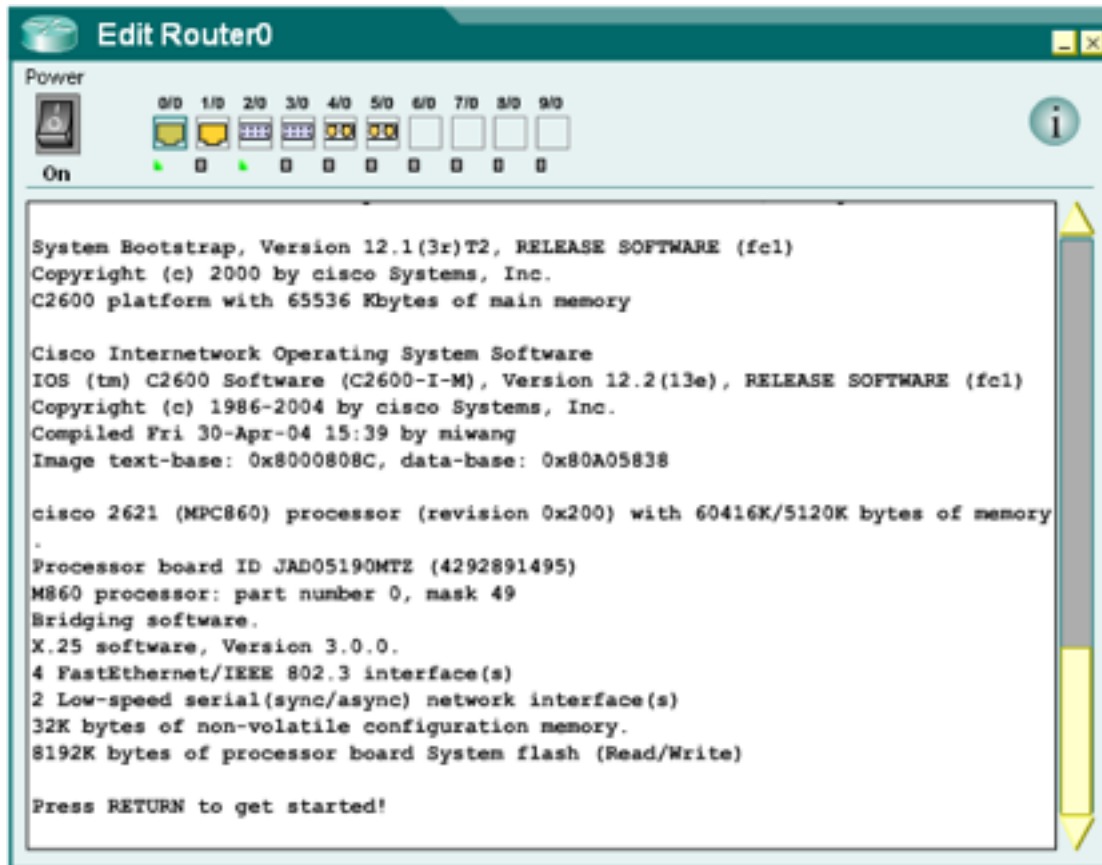 Edit Router0
Power
0/0 1/0 2/0 3/0 4/0 5/0 6/0 7/0 8/0 9/0
i
On
System Bootstrap, Version 12.1(3r)T2, RELEASE SOFTWARE (fc1)
Copyright (c) 2000 by cisco Systems, Inc.
C2600 platform with 65536 Kbytes of main memory
Cisco Internetwork Operating System Software
IOS (tm) C2600 Software (C2600-I-M), Version 12.2(13e), RELEASE SOFTWARE (fc1)
Copyright (c) 1986-2004 by cisco Systems, Inc.
Compiled Fri 30-Apr-04 15:39 by miwang
Image text-base: 0x8000808C, data-base: 0x80A05838
cisco 2621 (MPC860) processor (revision 0x200) with 60416K/5120K bytes of memory
.
Processor board ID JAD05190MTZ (4292891495)
M860 processor: part number 0, mask 49
Bridging software.
X.25 software, Version 3.0.0.
4 FastEthernet/IEEE 802.3 interface(s)
2 Low-speed serial(sync/async) network interface(s)
32K bytes of non-volatile configuration memory.
8192K bytes of processor board System flash (Read/Write)
Press RETURN to get started!